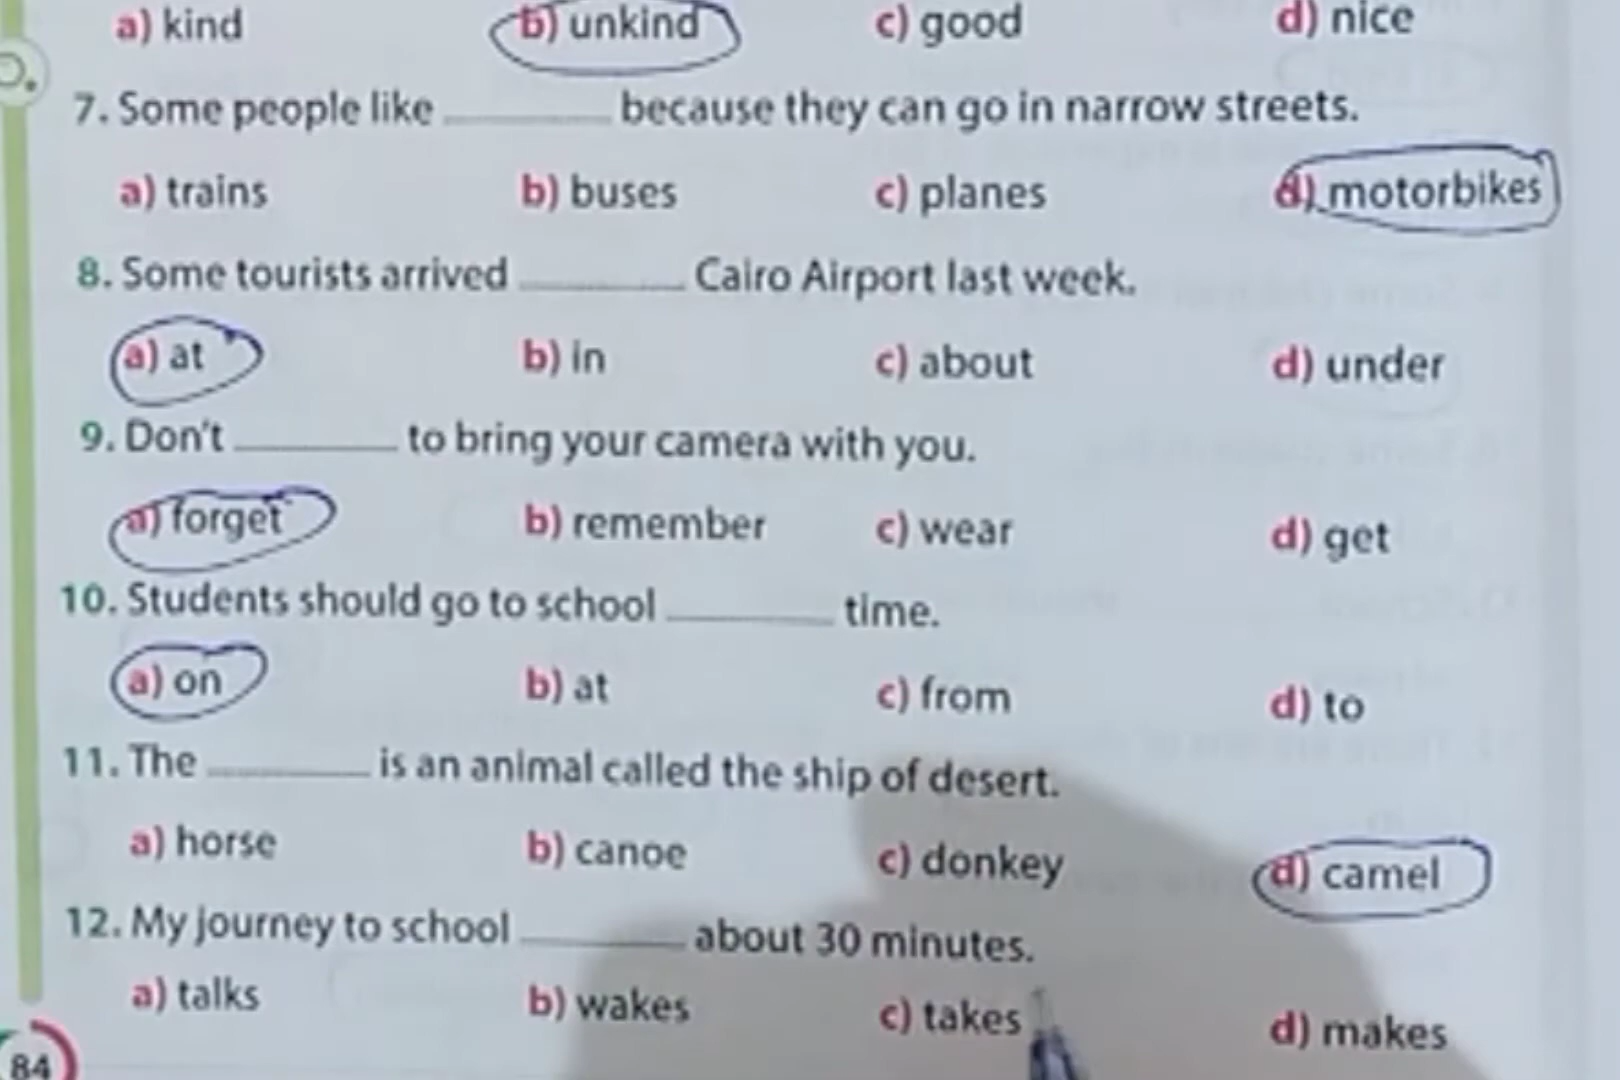 a) kind b) unkind c) good d) nice
7. Some people like ________ because they can go in narrow streets.
a) trains b) buses c) planes d) motorbikes
8. Some tourists arrived ________ Cairo Airport last week.
a) at b) in c) about d) under
9. Don't ________ to bring your camera with you.
a) forget b) remember c) wear d) get
10. Students should go to school ________ time.
a) on b) at c) from d) to
11. The ________ is an animal called the ship of desert.
a) horse b) canoe c) donkey d) camel
12. My journey to school ________ about 30 minutes.
a) talks b) wakes c) takes d) makes
84